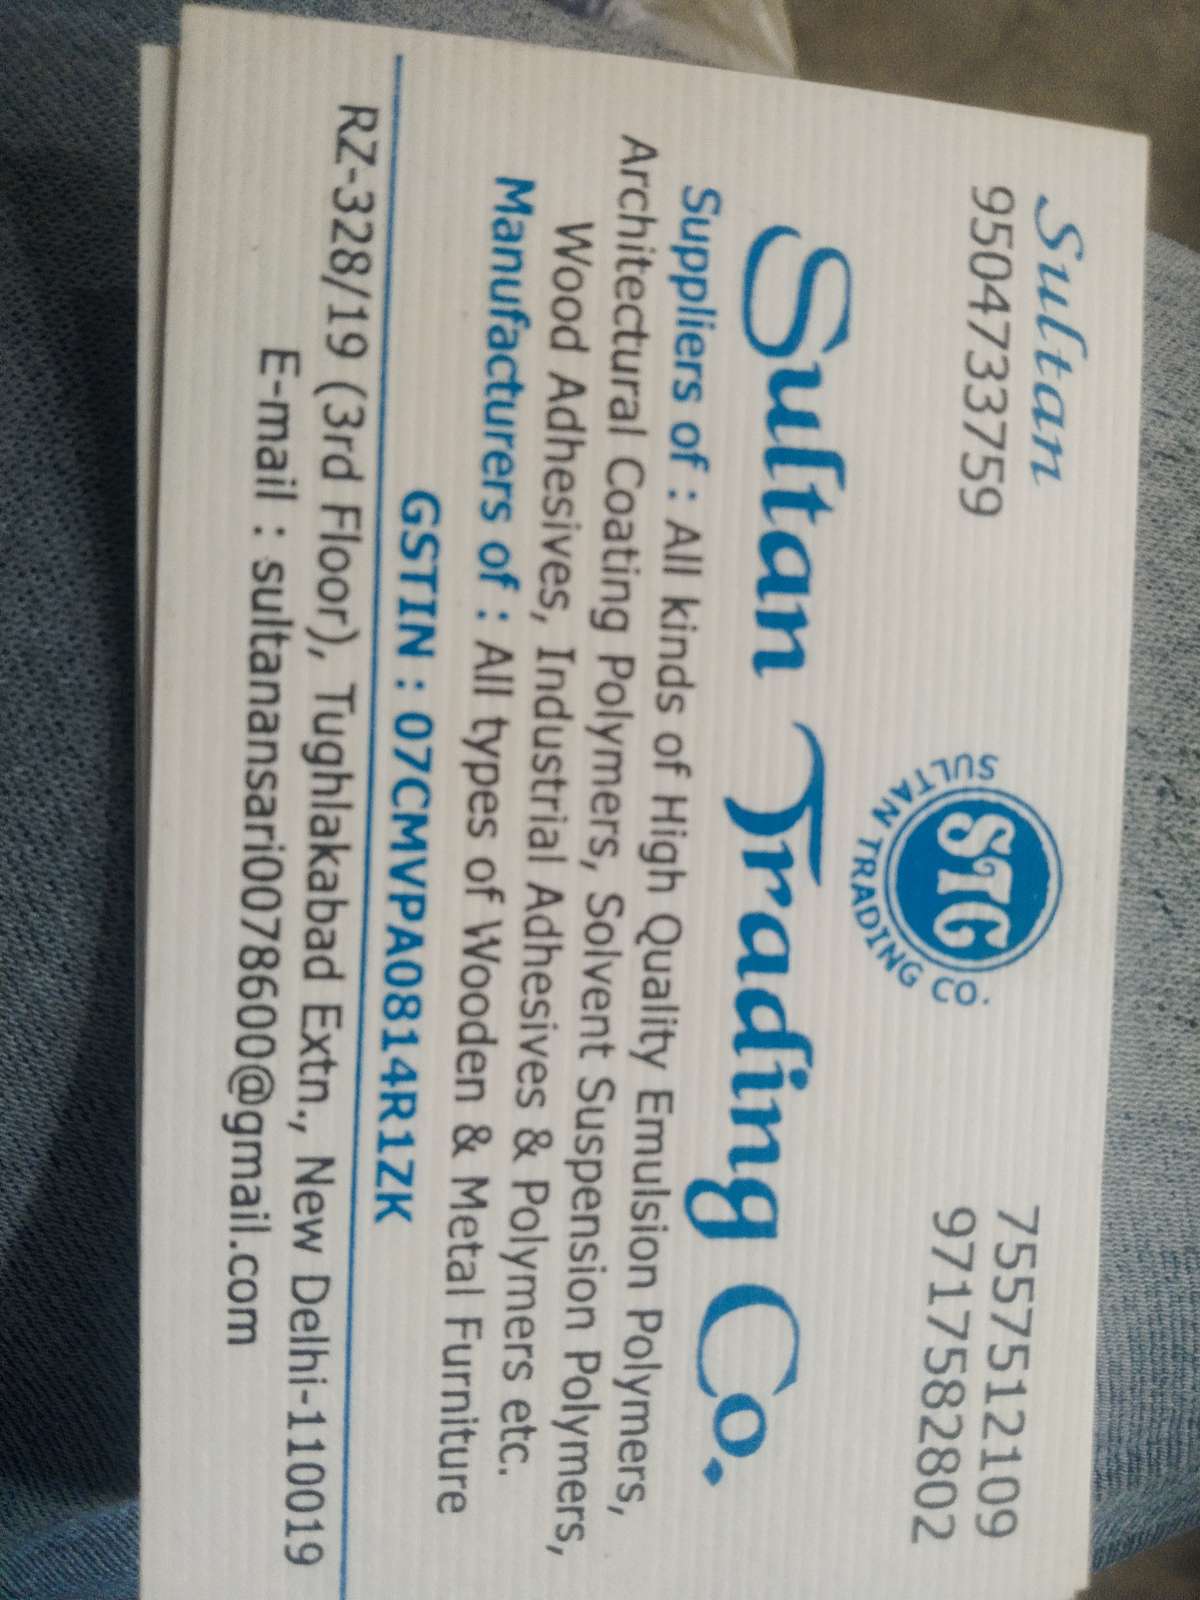 Sultan
9504733759
7557512109
9717582802
STC
SULTAN TRADING CO.
Sultan Trading Co.
Suppliers of : All kinds of High Quality Emulsion Polymers,
Architectural Coating Polymers, Solvent Suspension Polymers,
Wood Adhesives, Industrial Adhesives & Polymers etc.
Manufacturers of : All types of Wooden & Metal Furniture
GSTIN : 07CMVPA0814R1ZK
RZ-328/19 (3rd Floor), Tughlakabad Extn., New Delhi-110019
E-mail : sultanansari0078600@gmail.com